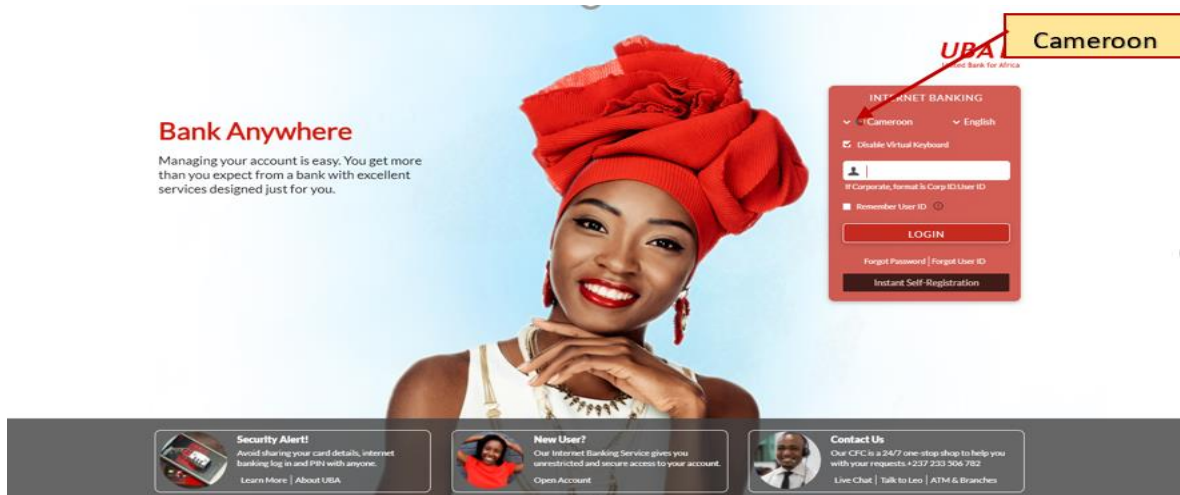 Cameroon
UBA
United Bank for Africa
INTERNET BANKING
Cameroon
English
Disable Virtual Keyboard
If Corporate, format is Corp ID.User ID
Remember User ID
LOGIN
Forgot Password | Forgot User ID
Instant Self-Registration
Bank Anywhere
Managing your account is easy. You get more
than you expect from a bank with excellent
services designed just for you.
Security Alert!
Avoid sharing your card details, internet
banking log in and PIN with anyone.
Learn More | About UBA
New User?
Our Internet Banking Service gives you
unrestricted and secure access to your account.
Open Account
Contact Us
Our CFC is a 24/7 one-stop shop to help you
with your requests.+237 233 506 782
Live Chat | Talk to Leo | ATM & Branches